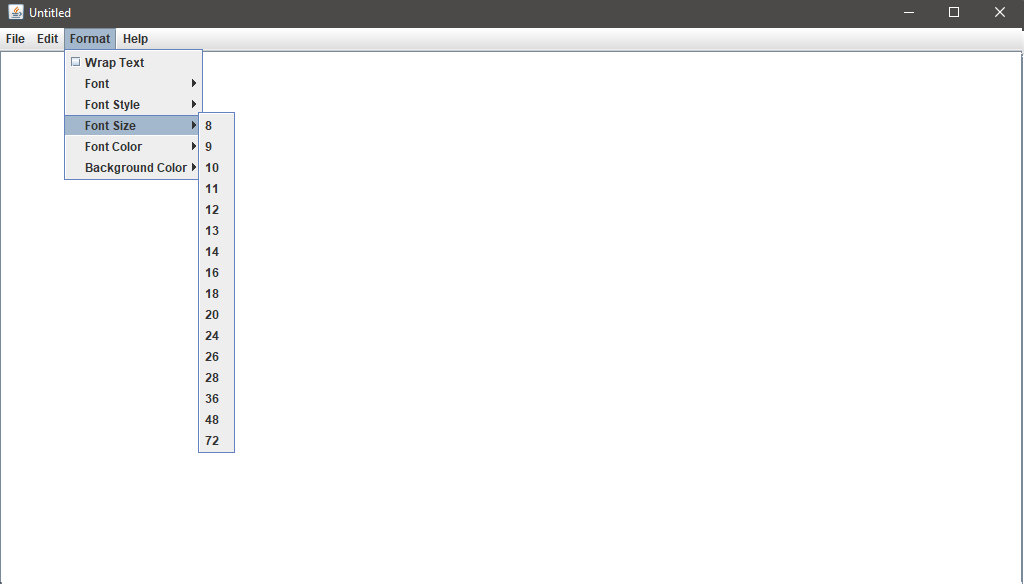 Untitled
File Edit Format Help
Wrap Text
Font
Font Style
Font Size
Font Color
Background Color
8
9
10
11
12
13
14
16
18
20
24
26
28
36
48
72